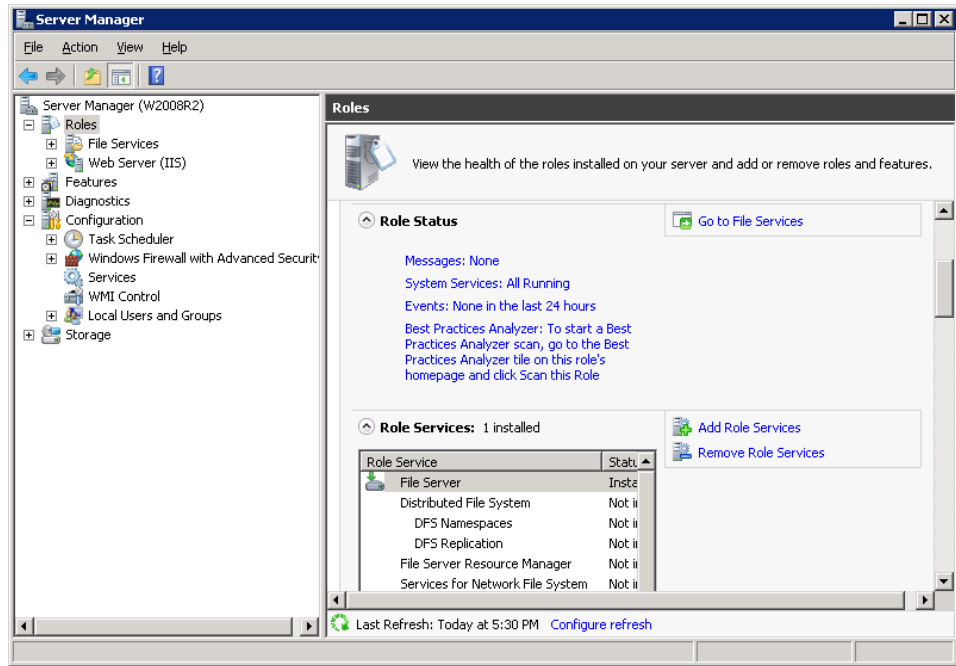 Server Manager
File Action View Help
Server Manager (W2008R2)
Roles
File Services
Web Server (IIS)
Features
Diagnostics
Configuration
Task Scheduler
Windows Firewall with Advanced Securit
Services
WMI Control
Local Users and Groups
Storage
Roles
View the health of the roles installed on your server and add or remove roles and features.
Role Status
Go to File Services
Messages: None
System Services: All Running
Events: None in the last 24 hours
Best Practices Analyzer: To start a Best
Practices Analyzer scan, go to the Best
Practices Analyzer tile on this role's
homepage and click Scan this Role
Role Services: 1 installed
Add Role Services
Remove Role Services
Role Service Statu
File Server Insta
Distributed File System Not i
DFS Namespaces Not i
DFS Replication Not i
File Server Resource Manager Not i
Services for Network File System Not i
Last Refresh: Today at 5:30 PM Configure refresh